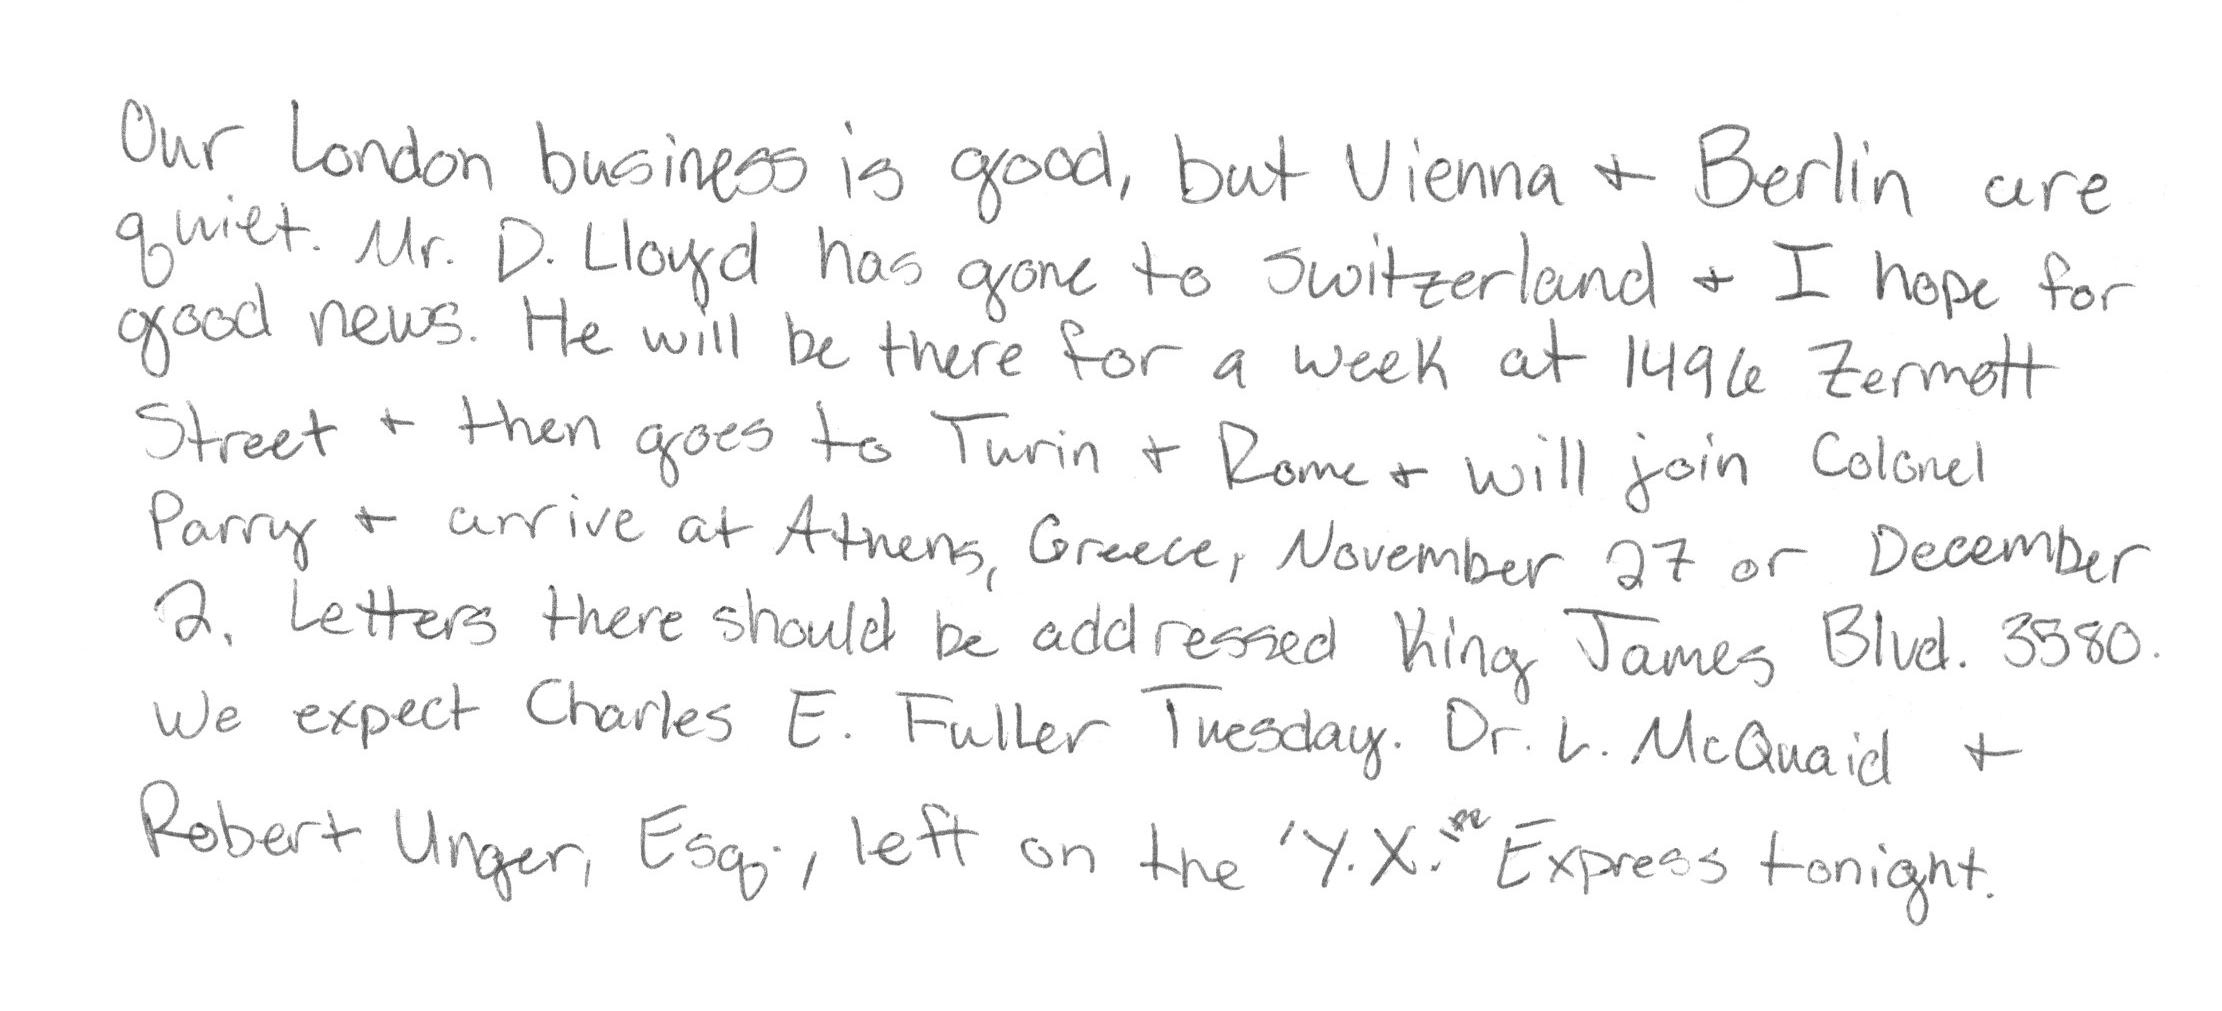 Our London business is good, but Vienna + Berlin are
quiet. Mr. D. Lloyd has gone to Switzerland + I hope for
good news. He will be there for a week at 1496 Zermott
Street + then goes to Turin + Rome + will join Colonel
Parry + arrive at Athens, Greece, November 27 or December
2. Letters there should be addressed King James Blvd. 3580.
We expect Charles E. Fuller Tuesday. Dr. L. McQuaid +
Robert Unger, Esq., left on the 'Y.X.' Express tonight.